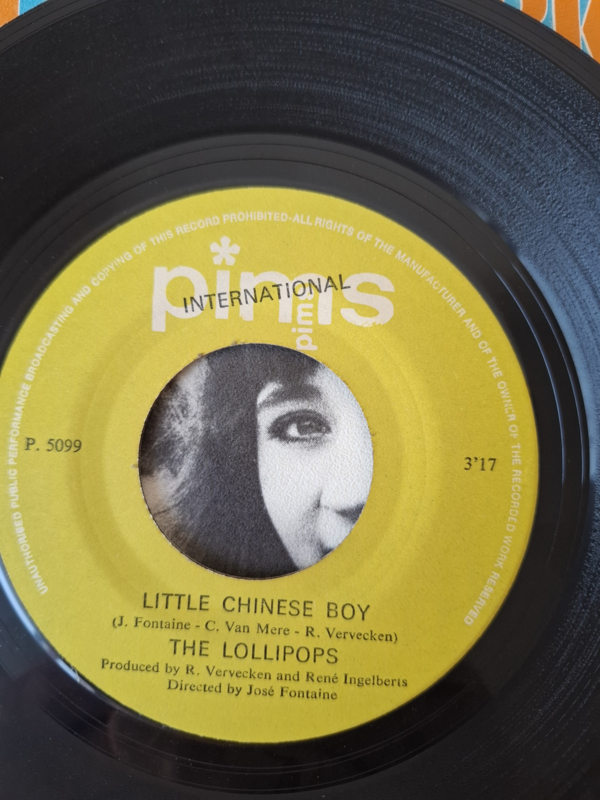 UNAUTHORISED PUBLIC PERFORMANCE BROADCASTING AND COPYING OF THIS RECORD PROHIBITED-ALL RIGHTS OF THE MANUFACTURER AND OF THE OWNER OF THE RECORDED WORK RESERVED
pims
INTERNATIONAL
pims
P. 5099
3'17
LITTLE CHINESE BOY
(J. Fontaine - C. Van Mere - R. Vervecken)
THE LOLLIPOPS
Produced by R. Vervecken and René Ingelberts
Directed by José Fontaine